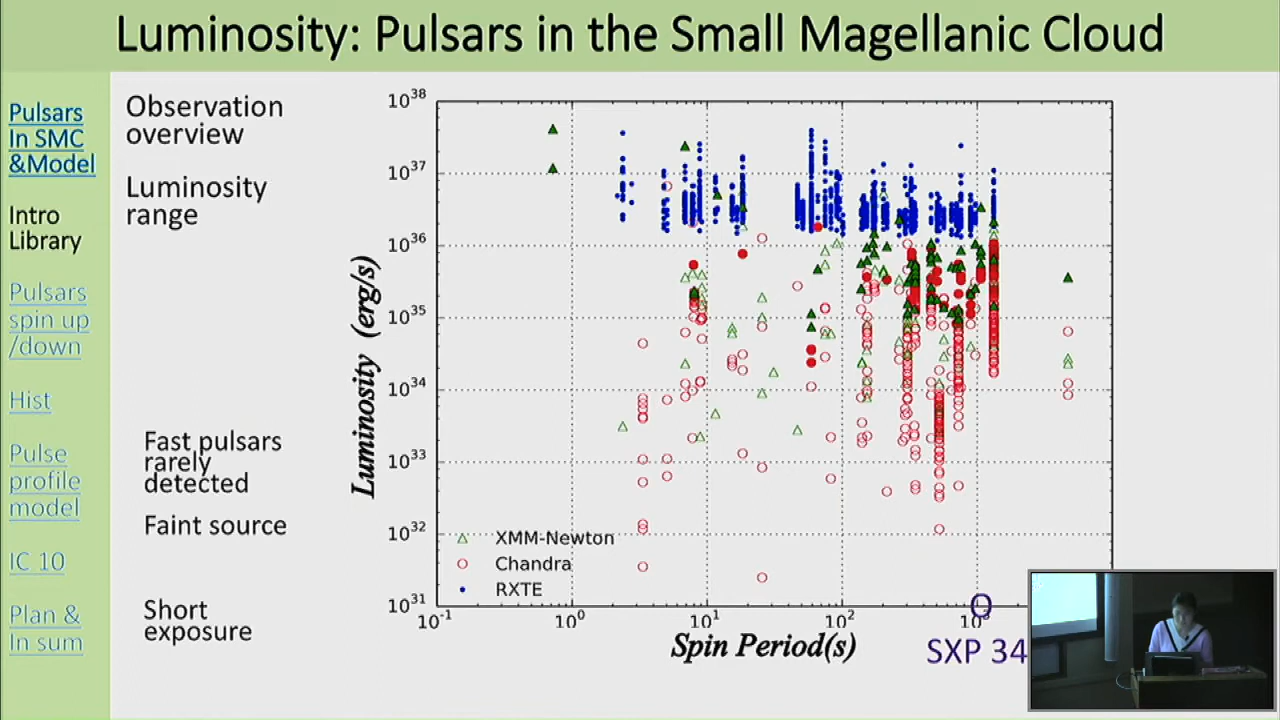 Luminosity: Pulsars in the Small Magellanic Cloud
Pulsars
In SMC
&Model
Intro
Library
Pulsars
spin up
/down
Hist
Pulse
profile
model
IC 10
Plan &
In sum
Observation
overview
Luminosity
range
Fast pulsars
rarely
detected
Faint source
Short
exposure
Luminosity (erg/s)
10^38
10^37
10^36
10^35
10^34
10^33
10^32
10^31
XMM-Newton
Chandra
RXTE
10^-1
10^0
10^1
10^2
Spin Period(s)
SXP 34